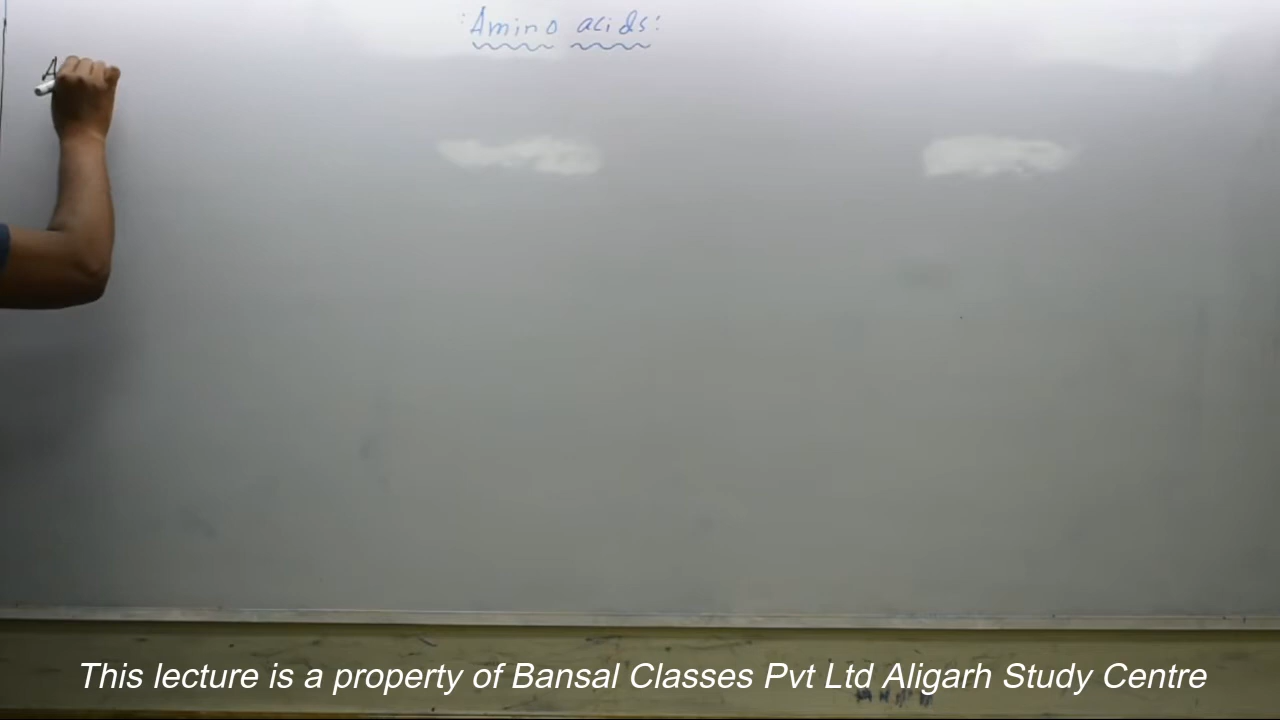 : Amino acids :
A
This lecture is a property of Bansal Classes Pvt Ltd Aligarh Study Centre